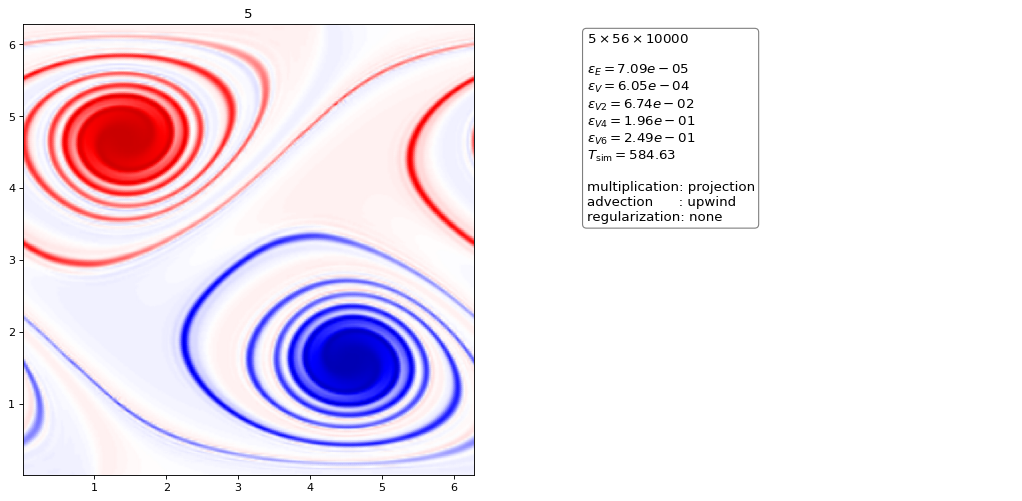 5
6
5
4
3
2
1
1
2
3
4
5
6
5 × 56 × 10000
ε_E = 7.09e − 05
ε_V = 6.05e − 04
ε_V2 = 6.74e − 02
ε_V4 = 1.96e − 01
ε_V6 = 2.49e − 01
T_sim = 584.63
multiplication: projection
advection : upwind
regularization: none